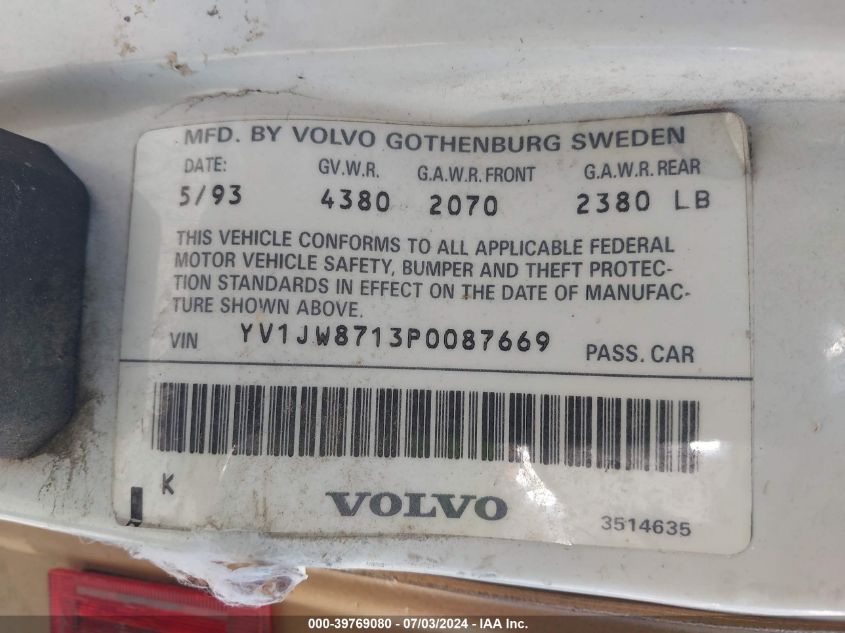 MFD. BY VOLVO GOTHENBURG SWEDEN
DATE: GV.W.R. G.A.W.R. FRONT G.A.W.R. REAR
5/93 4380 2070 2380 LB
THIS VEHICLE CONFORMS TO ALL APPLICABLE FEDERAL
MOTOR VEHICLE SAFETY, BUMPER AND THEFT PROTEC-
TION STANDARDS IN EFFECT ON THE DATE OF MANUFAC-
TURE SHOWN ABOVE.
VIN YV1JW8713P0087669 PASS. CAR
K
VOLVO
3514635
000-39769080 - 07/03/2024 - IAA Inc.